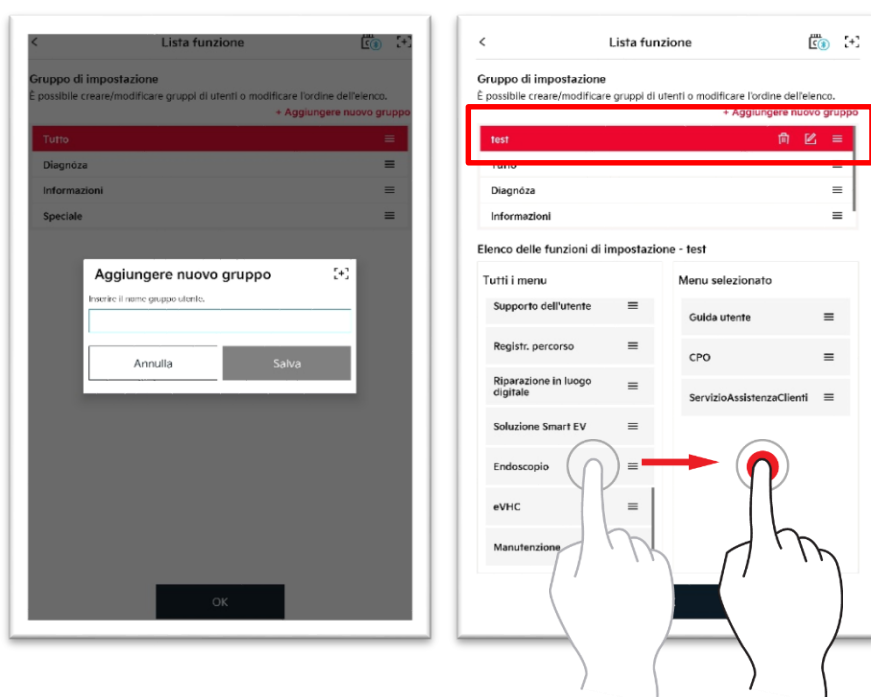 Lista funzione
Gruppo di impostazione
È possibile creare/modificare gruppi di utenti o modificare l'ordine dell'elenco.
+ Aggiungere nuovo gruppo
Tutto
Diagnóza
Informazioni
Speciale
Aggiungere nuovo gruppo
Inserire il nome gruppo utente.
Annulla
Salva
OK
Lista funzione
Gruppo di impostazione
È possibile creare/modificare gruppi di utenti o modificare l'ordine dell'elenco.
+ Aggiungere nuovo gruppo
test
Tutto
Diagnóza
Informazioni
Elenco delle funzioni di impostazione - test
Tutti i menu
Supporto dell'utente
Registr. percorso
Riparazione in luogo
digitale
Soluzione Smart EV
Endoscopio
eVHC
Manutenzione
Menu selezionato
Guida utente
CPO
ServizioAssistenzaClienti